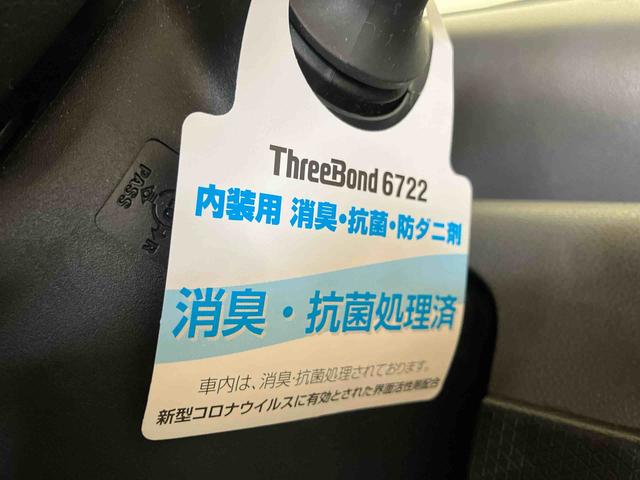 ThreeBond 6722
内装用 消臭・抗菌・防ダニ剤
消臭・抗菌処理済
車内は、消臭・抗菌処理されております。
新型コロナウイルスに有効とされた界面活性剤配合
PASS
AIR